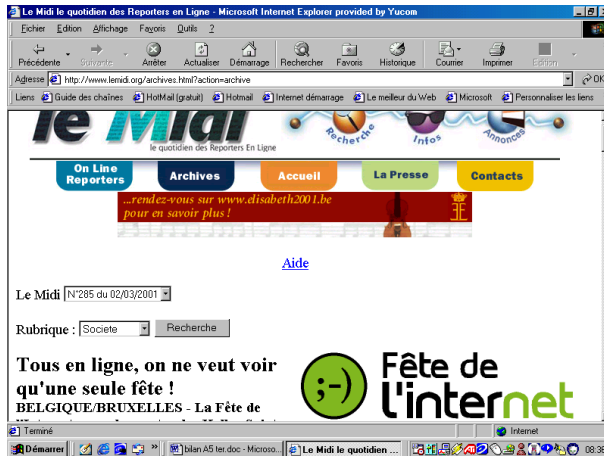 Le Midi le quotidien des Reporters en Ligne - Microsoft Internet Explorer provided by Yucom
Fichier Edition Affichage Favoris Outils ?
Précédente Suivante Arrêter Actualiser Démarrage Rechercher Favoris Historique Courrier Imprimer Edition
Adresse http://www.lemidi.org/archives.html?action=archive OK
Liens Guide des chaînes HotMail (gratuit) Hotmail Internet démarrage Le meilleur du Web Microsoft Personnaliser les liens
le Midi
le quotidien des Reporters En Ligne
Recherche Infos Annonces
On Line Reporters Archives Accueil La Presse Contacts
...rendez-vous sur www.elisabeth2001.be
pour en savoir plus !
Aide
Le Midi N°285 du 02/03/2001
Rubrique : Societe Recherche
Tous en ligne, on ne veut voir
qu'une seule fête !
BELGIQUE/BRUXELLES - La Fête de
;-) Fête de
L'internet
Terminé Internet
Démarrer » bilan A5 ter.doc - Microso... Le Midi le quotidien ... 08:39